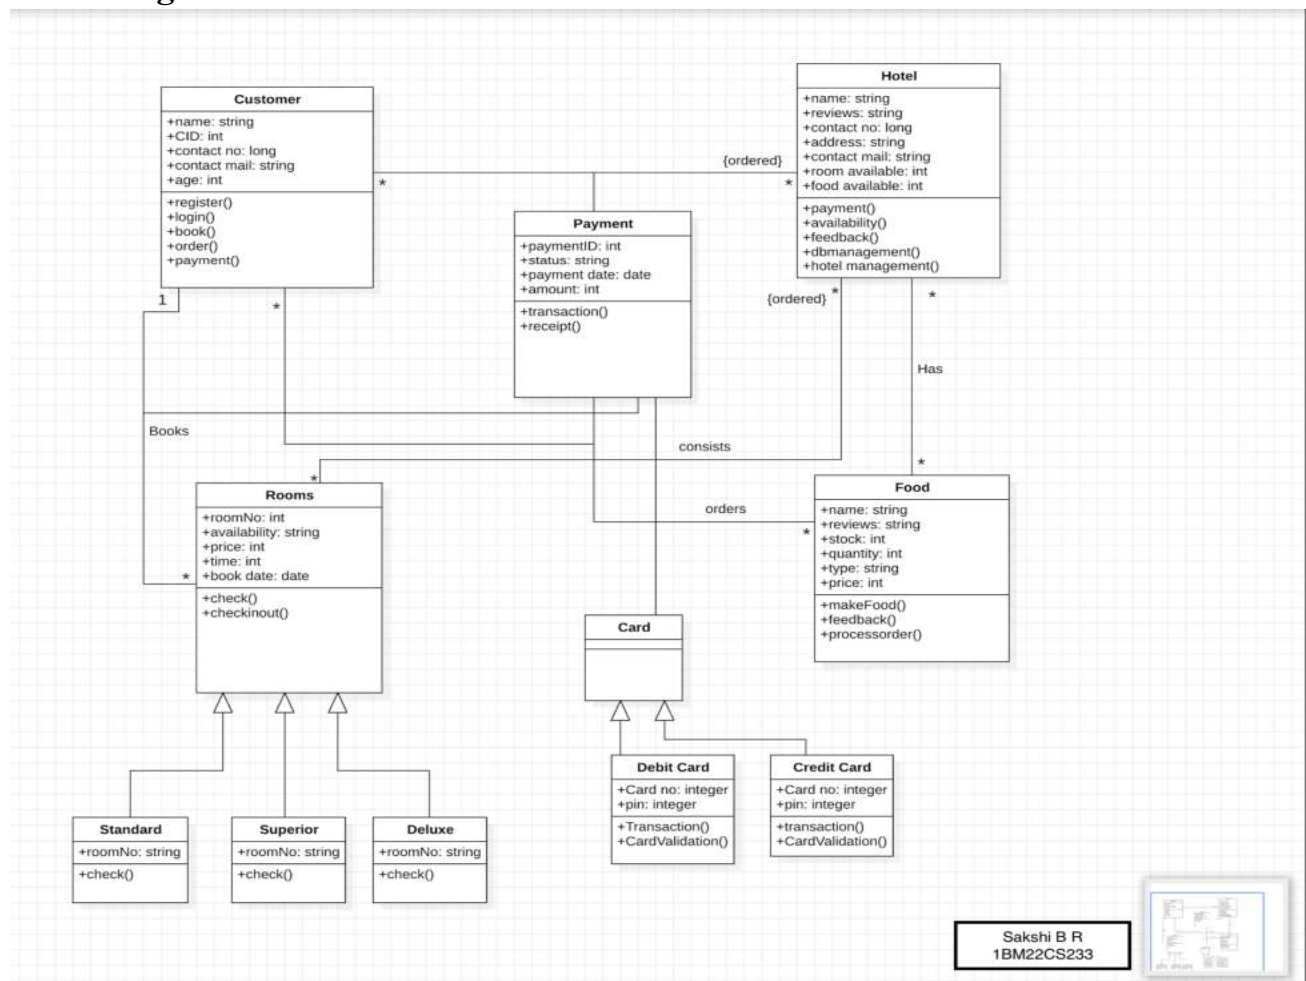 Customer
+name: string
+CID: int
+contact no: long
+contact mail: string
+age: int
+register()
+login()
+book()
+order()
+payment()
Hotel
+name: string
+reviews: string
+contact no: long
+address: string
+contact mail: string
+room available: int
+food available: int
+payment()
+availability()
+feedback()
+dbmanagement()
+hotel management()
{ordered}
*
*
Payment
+paymentID: int
+status: string
+payment date: date
+amount: int
+transaction()
+receipt()
1
*
{ordered}
*
*
Has
Books
consists
*
*
orders
*
*
Rooms
+roomNo: int
+availability: string
+price: int
+time: int
+book date: date
+check()
+checkinout()
Food
+name: string
+reviews: string
+stock: int
+quantity: int
+type: string
+price: int
+makeFood()
+feedback()
+processorder()
Card
Debit Card
+Card no: integer
+pin: integer
+Transaction()
+CardValidation()
Credit Card
+Card no: integer
+pin: integer
+transaction()
+CardValidation()
Standard
+roomNo: string
+check()
Superior
+roomNo: string
+check()
Deluxe
+roomNo: string
+check()
Sakshi B R
1BM22CS233